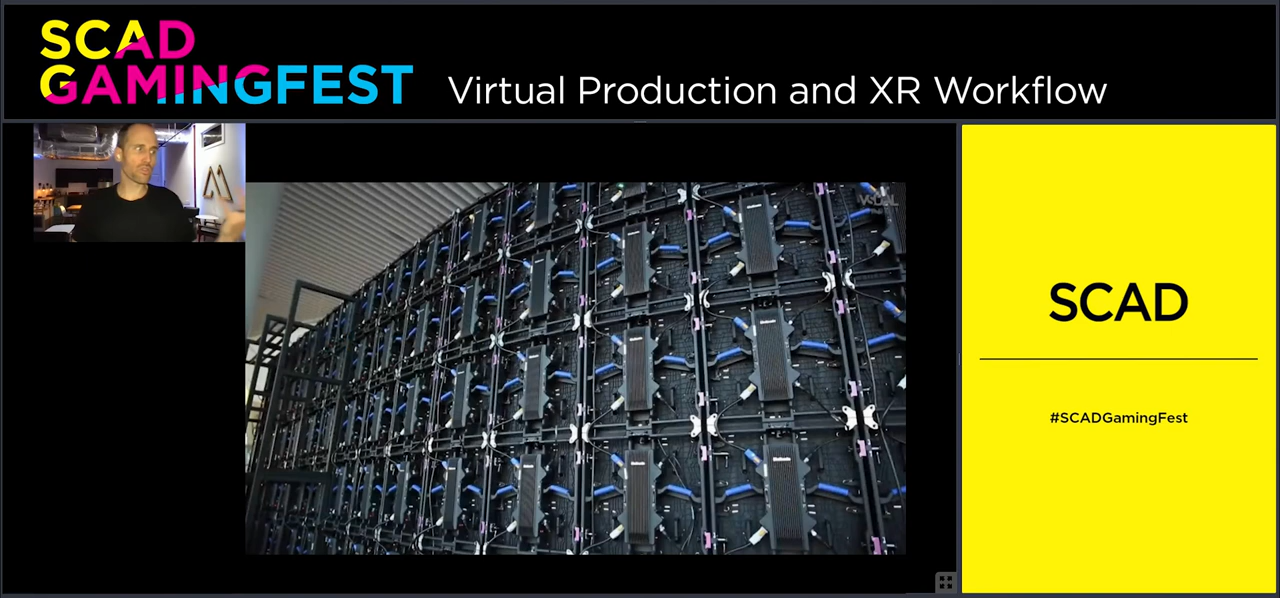 SCAD
GAMINGFEST
Virtual Production and XR Workflow
SCAD
#SCADGamingFest